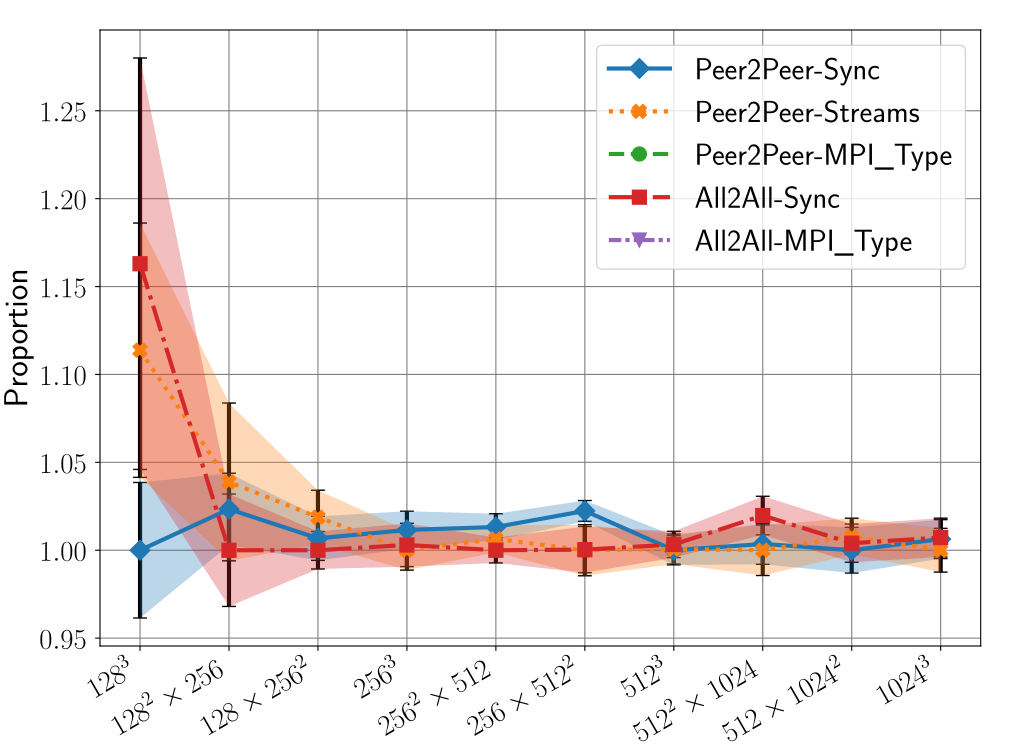 Peer2Peer-Sync
Peer2Peer-Streams
Peer2Peer-MPI_Type
All2All-Sync
All2All-MPI_Type
Proportion
1.25
1.20
1.15
1.10
1.05
1.00
0.95
128³
128² × 256
128 × 256²
256³
256² × 512
256 × 512²
512³
512² × 1024
512 × 1024²
1024³